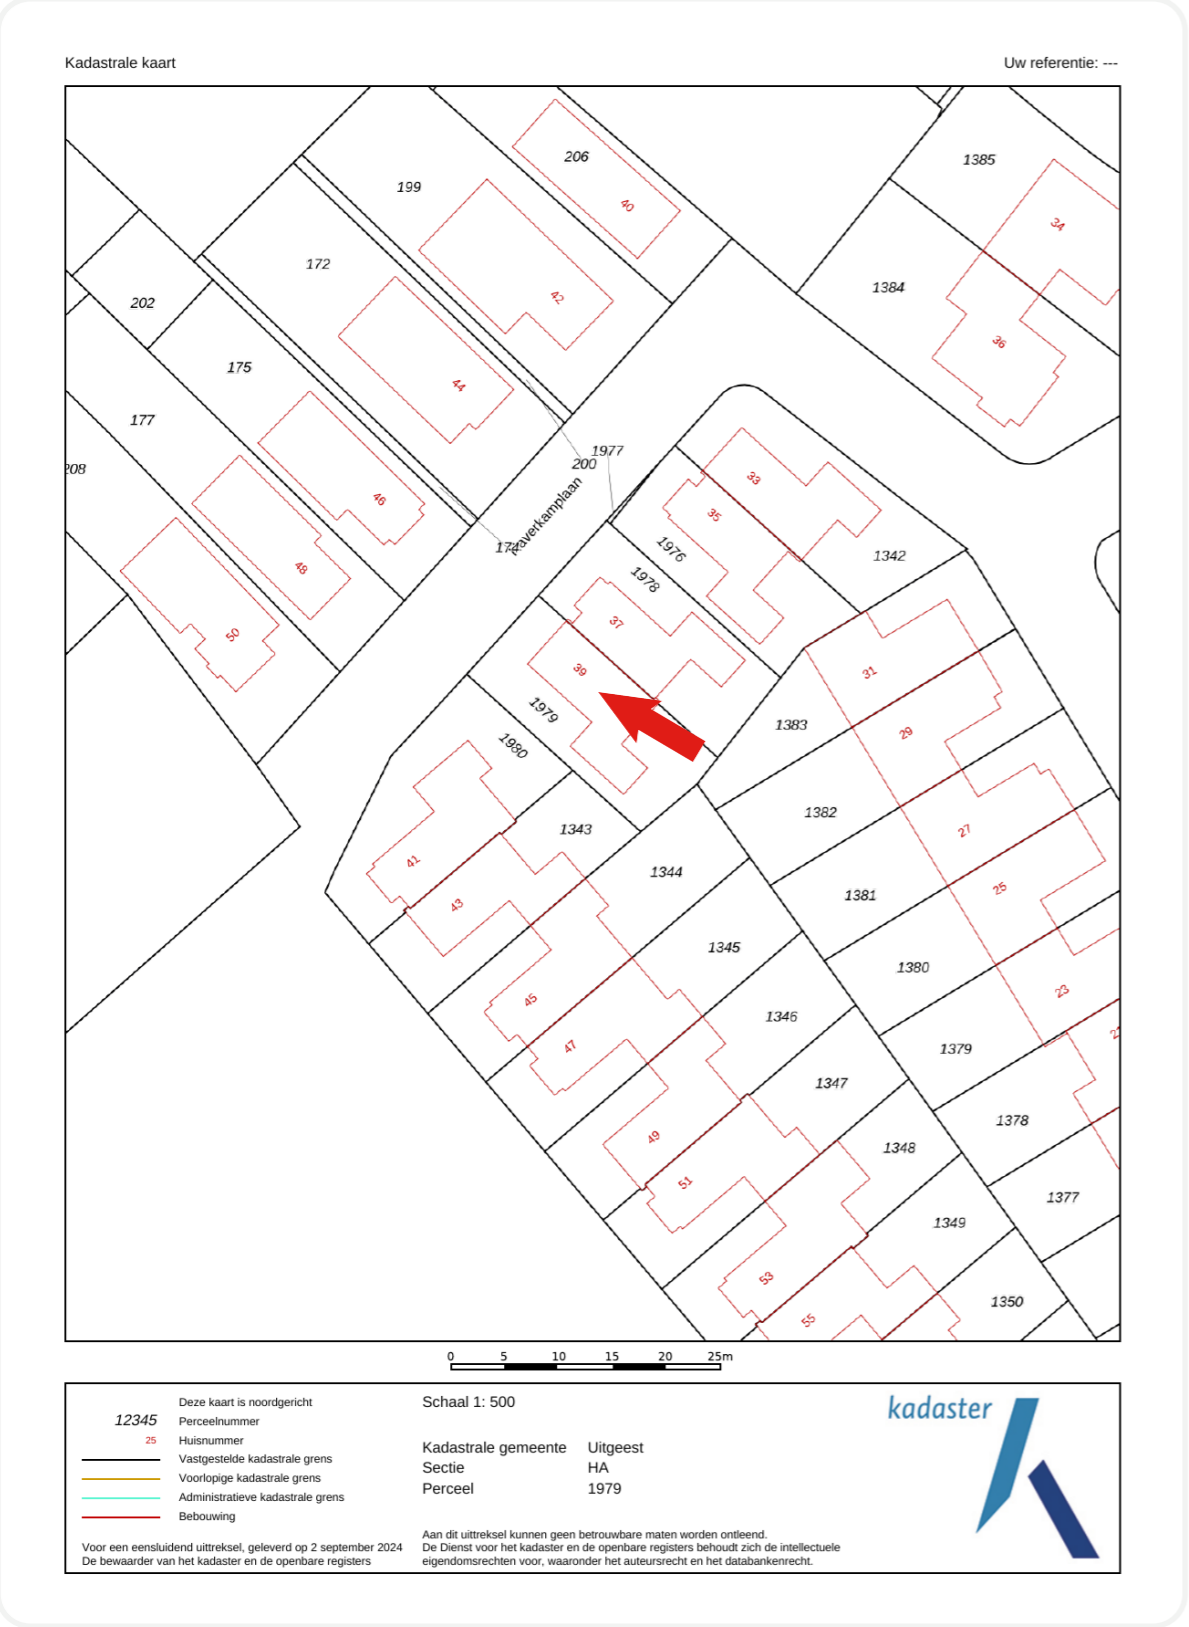 Kadastrale kaart
Uw referentie: ---
206
1385
199
40
34
172
1384
202
42
36
175
44
177
1977
208
200
33
46
35
1976
1342
48
1978
37
50
31
39
1979
1383
29
1980
1382
1343
27
41
1344
25
1381
43
1345
1380
45
23
1346
47
1379
1347
1378
49
1348
51
1377
1349
53
1350
55
0 5 10 15 20 25m
Deze kaart is noordgericht
12345 Perceelnummer
25 Huisnummer
Vastgestelde kadastrale grens
Voorlopige kadastrale grens
Administratieve kadastrale grens
Bebouwing
Voor een eensluidend uittreksel, geleverd op 2 september 2024
De bewaarder van het kadaster en de openbare registers
Schaal 1: 500
Kadastrale gemeente Uitgeest
Sectie HA
Perceel 1979
Aan dit uittreksel kunnen geen betrouwbare maten worden ontleend.
De Dienst voor het kadaster en de openbare registers behoudt zich de intellectuele
eigendomsrechten voor, waaronder het auteursrecht en het databankenrecht.
kadaster